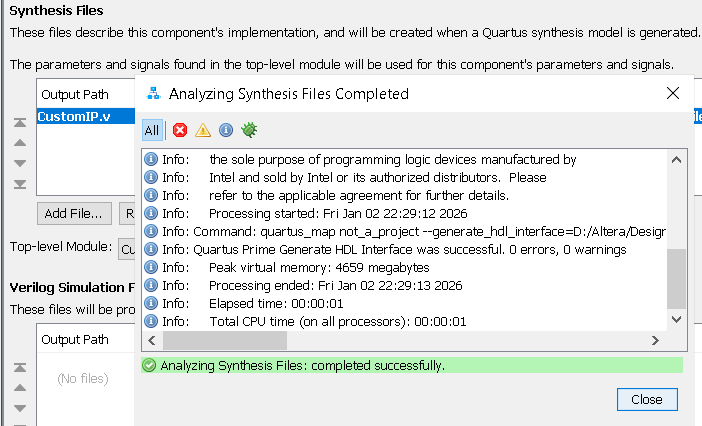 Synthesis Files
These files describe this component's implementation, and will be created when a Quartus synthesis model is generated.
The parameters and signals found in the top-level module will be used for this component's parameters and signals.
Output Path
CustomIP.v
Analyzing Synthesis Files Completed
All
Info: the sole purpose of programming logic devices manufactured by
Info: Intel and sold by Intel or its authorized distributors. Please
Info: refer to the applicable agreement for further details.
Info: Processing started: Fri Jan 02 22:29:12 2026
Info: Command: quartus_map not_a_project --generate_hdl_interface=D:/Altera/Design
Info: Quartus Prime Generate HDL Interface was successful. 0 errors, 0 warnings
Info: Peak virtual memory: 4659 megabytes
Info: Processing ended: Fri Jan 02 22:29:13 2026
Info: Elapsed time: 00:00:01
Info: Total CPU time (on all processors): 00:00:01
Analyzing Synthesis Files: completed successfully.
Close
Add File...
Top-level Module:
Verilog Simulation F
These files will be pro
Output Path
(No files)